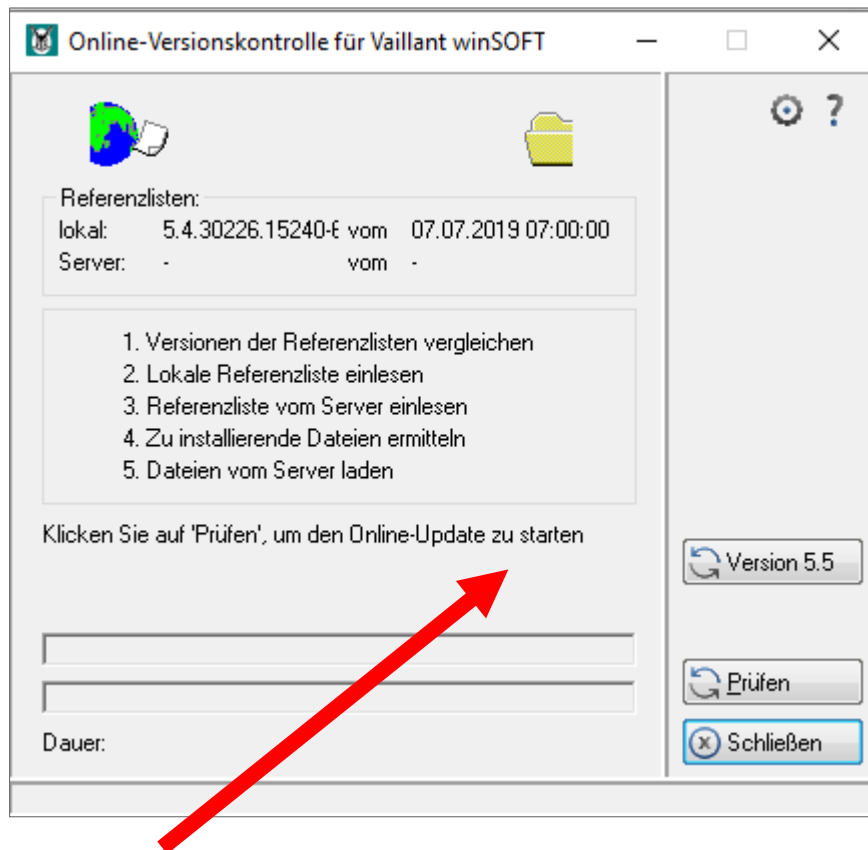 Online-Versionskontrolle für Vaillant winSOFT
?
Referenzlisten:
lokal: 5.4.30226.15240-6 vom 07.07.2019 07:00:00
Server: - vom -
1. Versionen der Referenzlisten vergleichen
2. Lokale Referenzliste einlesen
3. Referenzliste vom Server einlesen
4. Zu installierende Dateien ermitteln
5. Dateien vom Server laden
Klicken Sie auf 'Prüfen', um den Online-Update zu starten
Version 5.5
Prüfen
Dauer:
Schließen